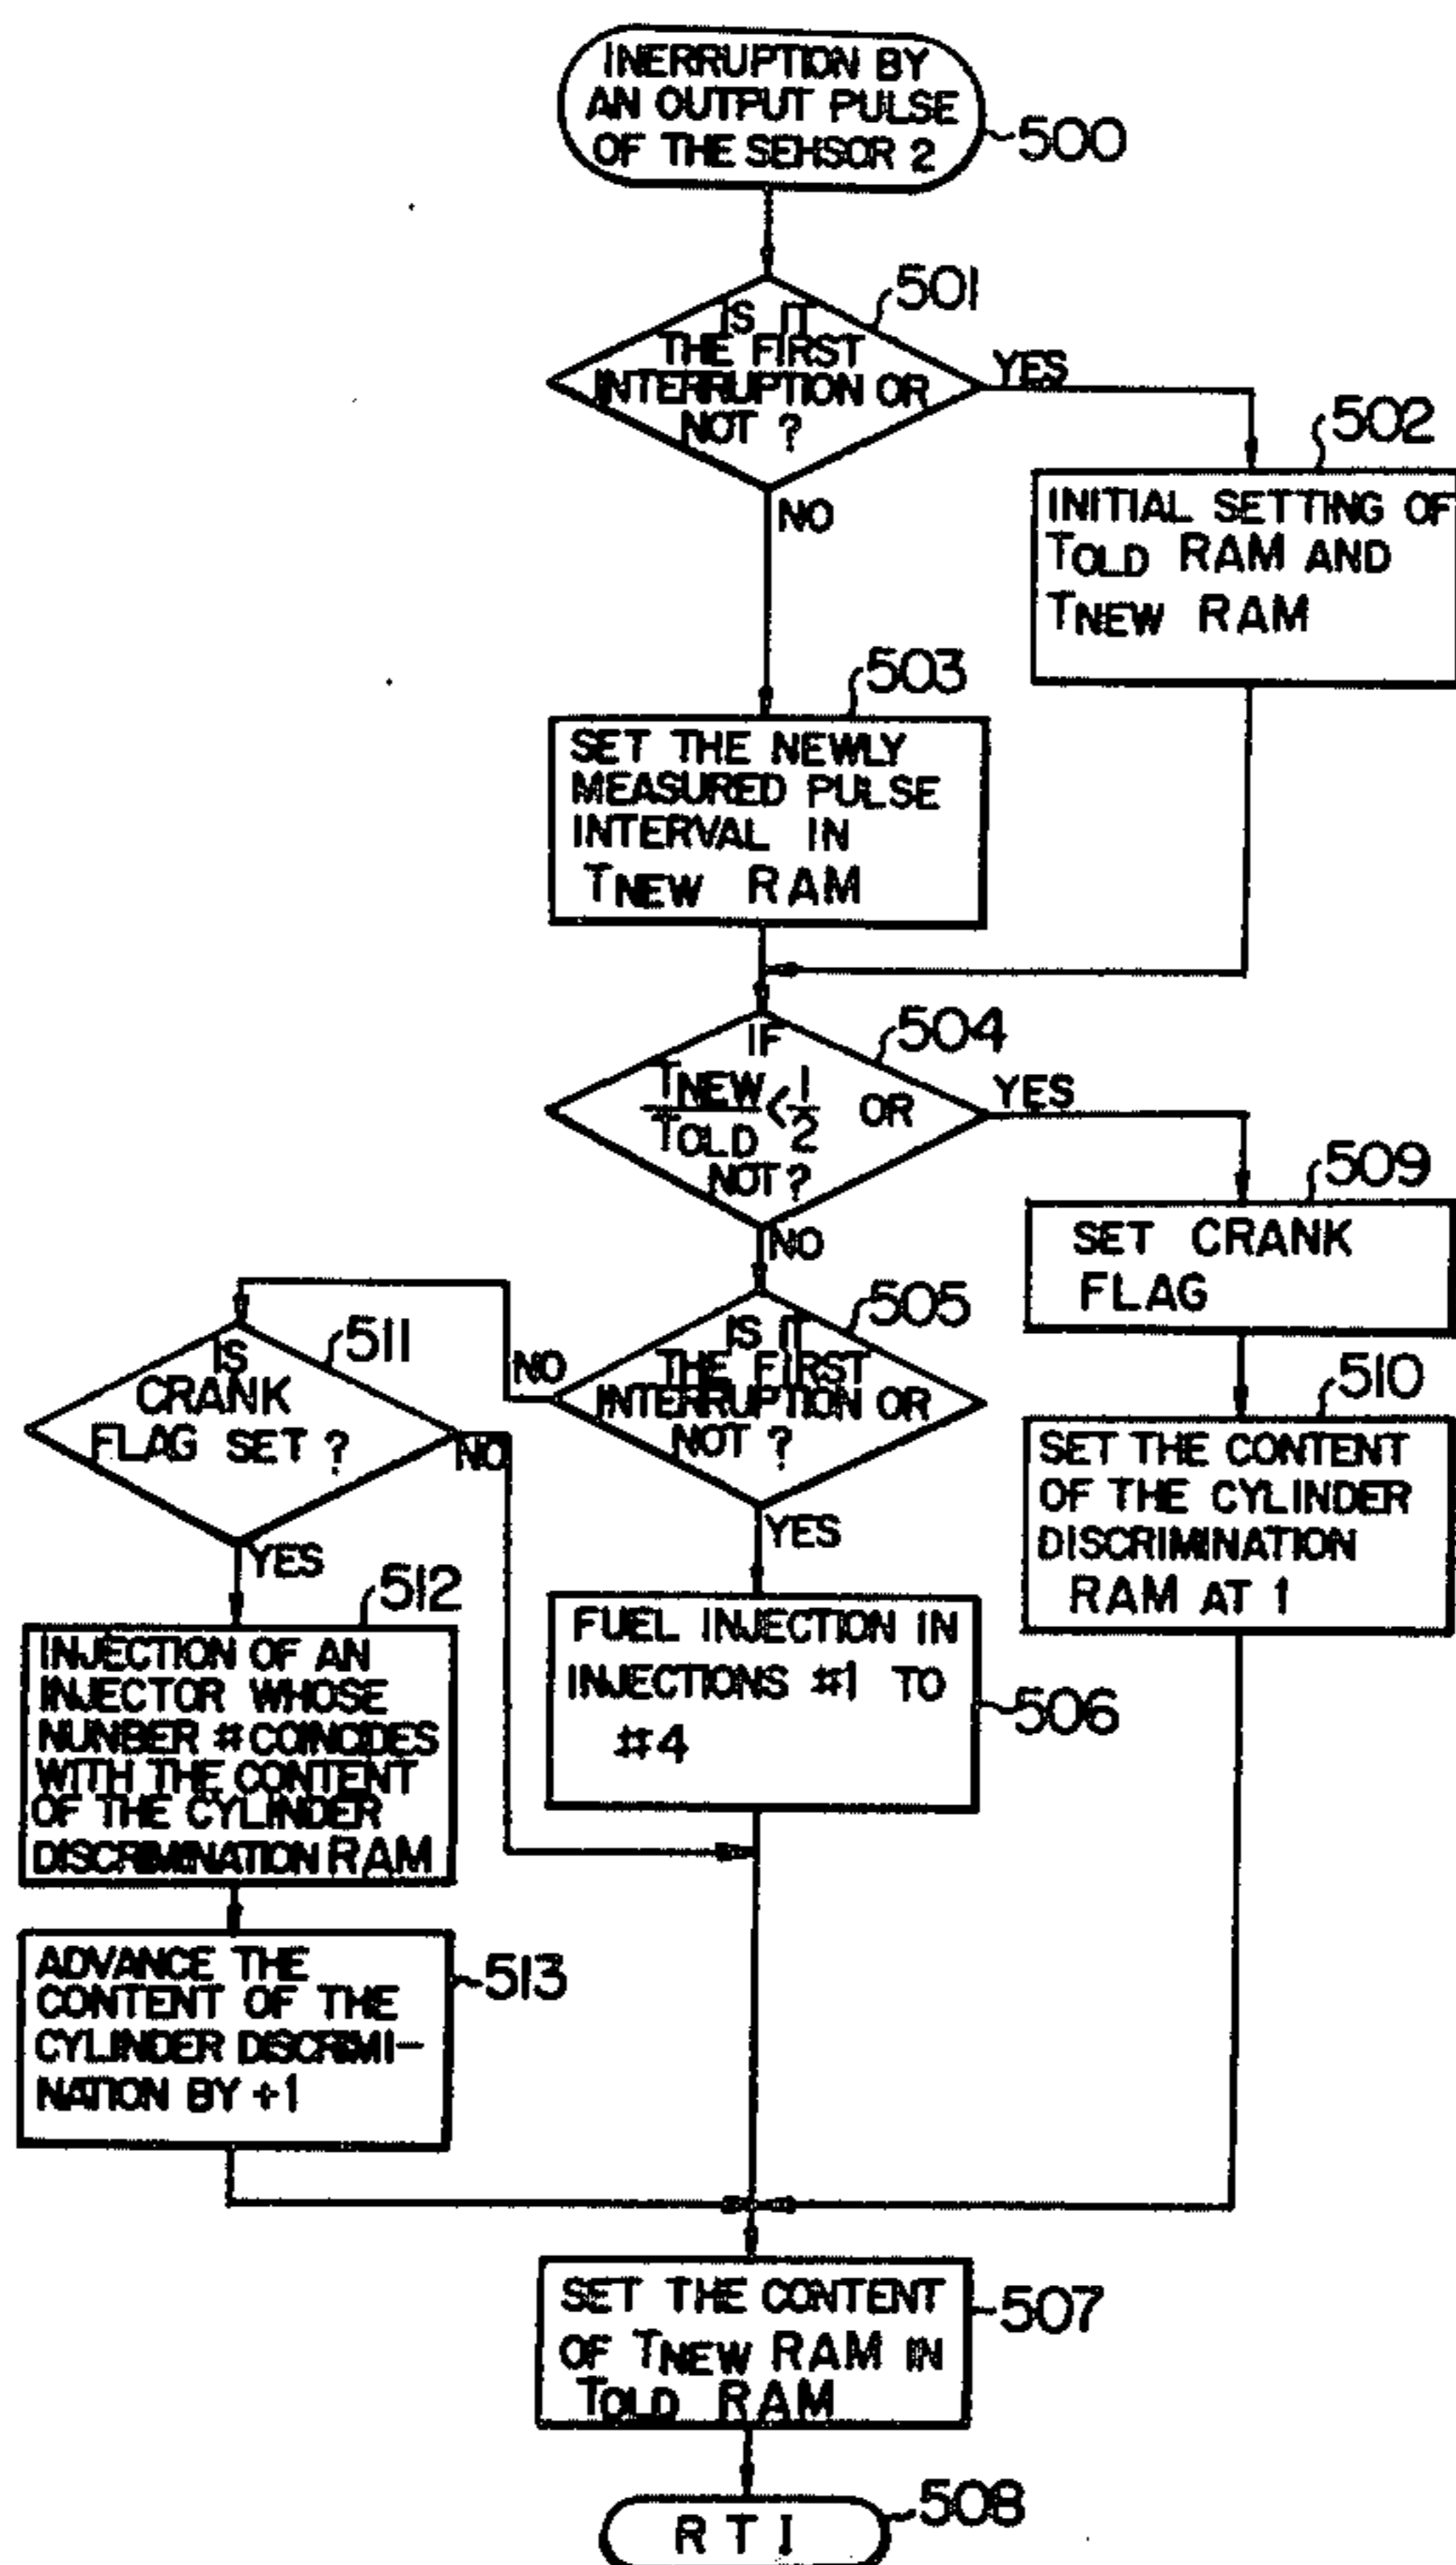 INERRUPTION BY
AN OUTPUT PULSE
OF THE SEHSOR 2
500
501
IS IT
THE FIRST
INTERRUPTION OR
NOT ?
YES
NO
502
INITIAL SETTING OF
TOLD RAM AND
TNEW RAM
503
SET THE NEWLY
MEASURED PULSE
INTERVAL IN
TNEW RAM
504
IF
TNEW/TOLD < 1/2 OR
NOT ?
YES
NO
509
SET CRANK
FLAG
505
IS IT
THE FIRST
INTERRUPTION OR
NOT ?
NO
YES
511
IS
CRANK
FLAG SET ?
NO
YES
510
SET THE CONTENT
OF THE CYLINDER
DISCRIMINATION
RAM AT 1
512
INJECTION OF AN
INJECTOR WHOSE
NUMBER # COINCIDES
WITH THE CONTENT
OF THE CYLINDER
DISCRIMINATION RAM
FUEL INJECTION IN
INJECTIONS #1 TO
#4
506
ADVANCE THE
CONTENT OF THE
CYLINDER DISCRIMI-
NATION BY +1
513
SET THE CONTENT
OF TNEW RAM IN
TOLD RAM
507
RTI
508